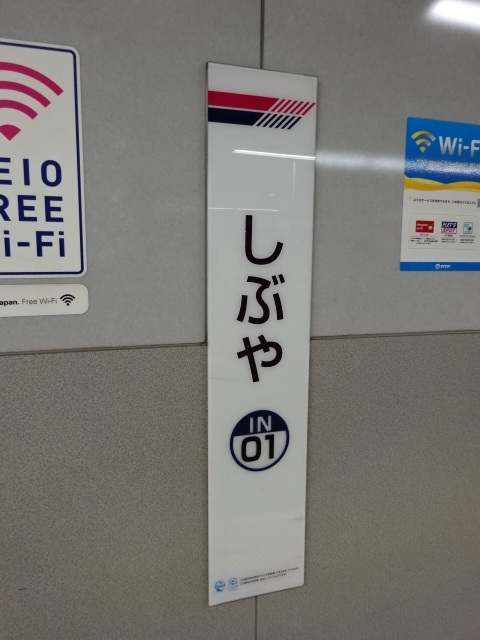 EIO
REE
i-Fi
apan. Free Wi-Fi
しぶや
IN
01
Wi-F